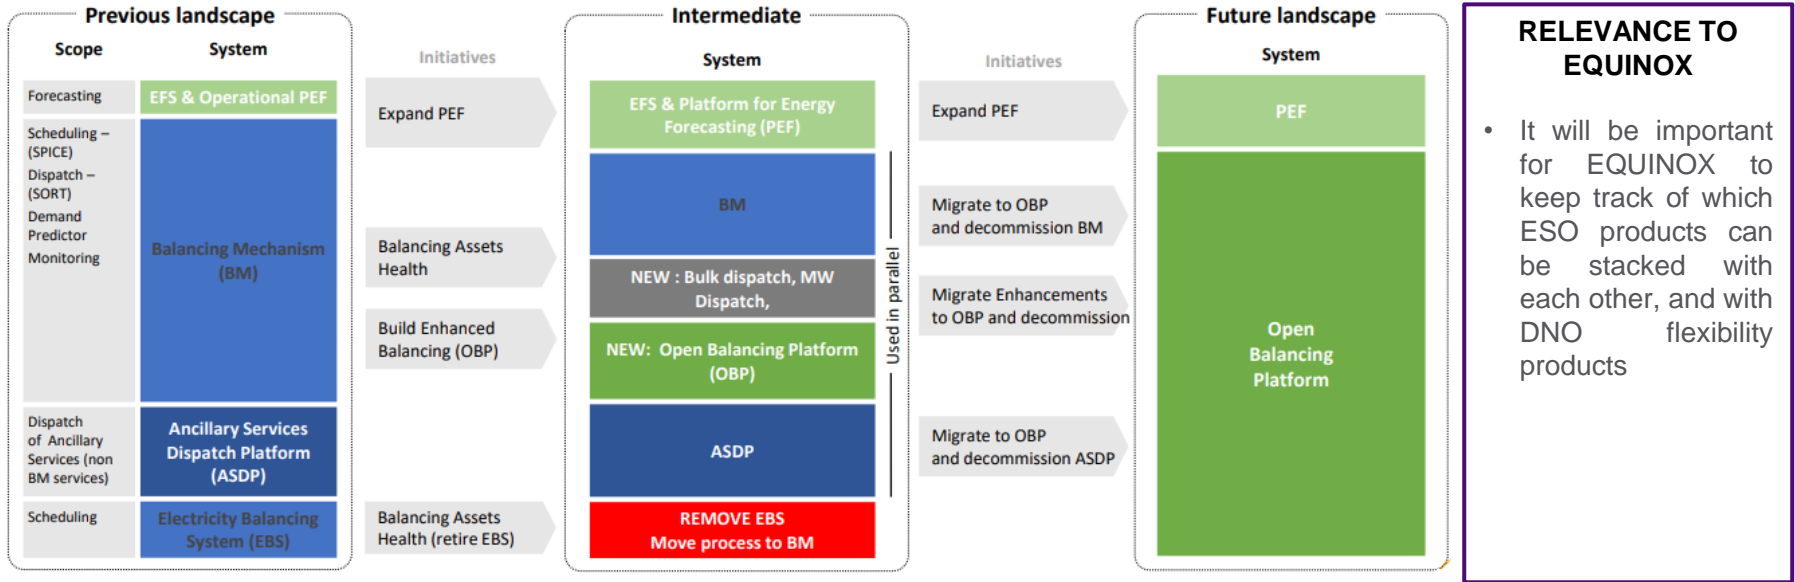 Previous landscape
Scope
System
Forecasting
EFS & Operational PEF
Scheduling –
(SPICE)
Dispatch –
(SORT)
Demand
Predictor
Monitoring
Balancing Mechanism
(BM)
Dispatch
of Ancillary
Services (non
BM services)
Ancillary Services
Dispatch Platform
(ASDP)
Scheduling
Electricity Balancing
System (EBS)
Initiatives
Expand PEF
Balancing Assets
Health
Build Enhanced
Balancing (OBP)
Balancing Assets
Health (retire EBS)
Intermediate
System
EFS & Platform for Energy
Forecasting (PEF)
BM
NEW : Bulk dispatch, MW
Dispatch,
NEW: Open Balancing Platform
(OBP)
ASDP
REMOVE EBS
Move process to BM
Used in parallel
Initiatives
Expand PEF
Migrate to OBP
and decommission BM
Migrate Enhancements
to OBP and decommission
Migrate to OBP
and decommission ASDP
Future landscape
System
PEF
Open
Balancing
Platform
RELEVANCE TO
EQUINOX
• It will be important
for EQUINOX to
keep track of which
ESO products can
be stacked with
each other, and with
DNO flexibility
products